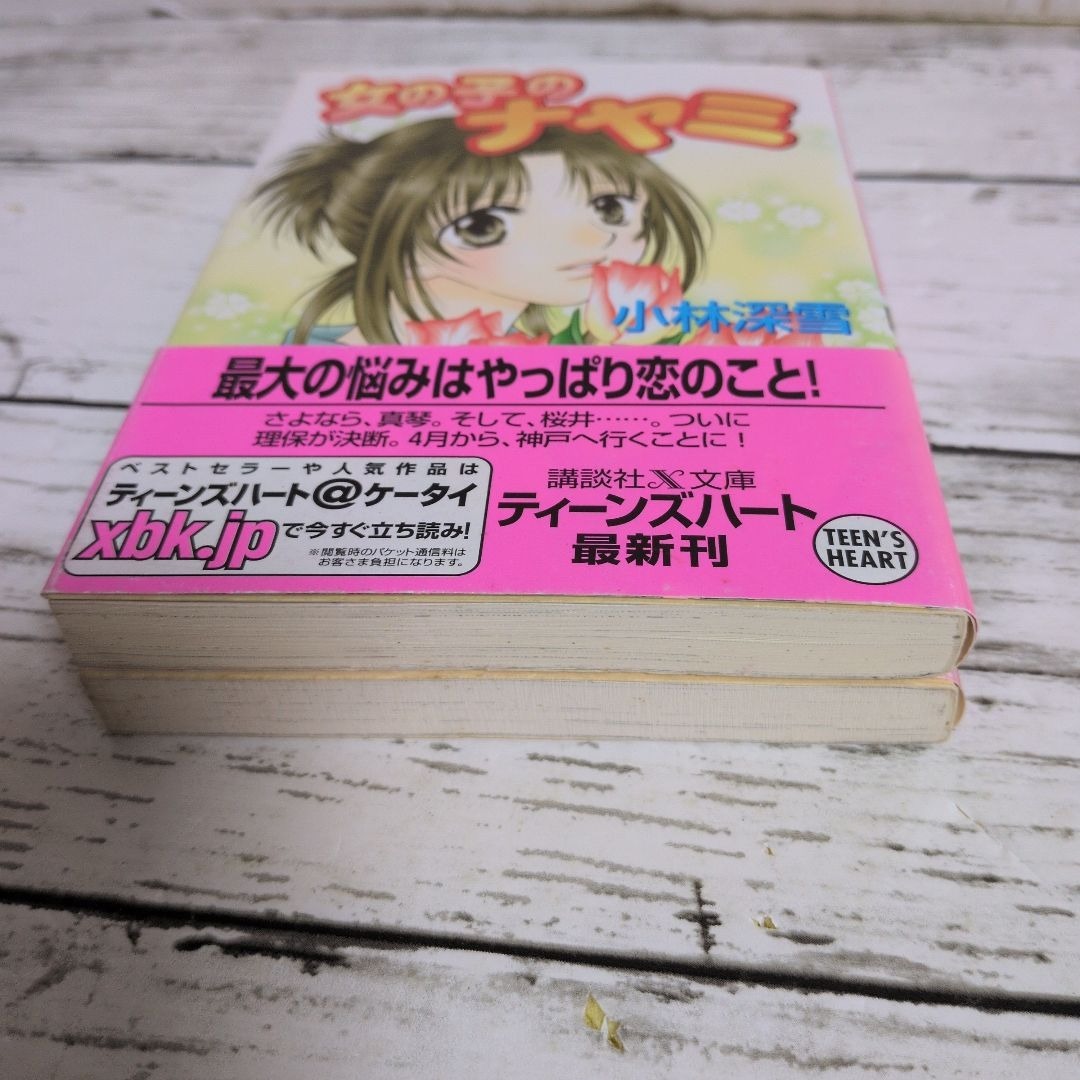 女の子の
ナヤミ
小林深雪
最大の悩みはやっぱり恋のこと!
さよなら、真琴。そして、桜井……。ついに
理保が決断。4月から、神戸へ行くことに!
ベストセラーや人気作品は
ティーンズハート@ケータイ
xbk.jpで今すぐ立ち読み!
※閲覧時のパケット通信料は
お客さま負担になります。
講談社X文庫
ティーンズハート
最新刊
TEEN'S
HEART